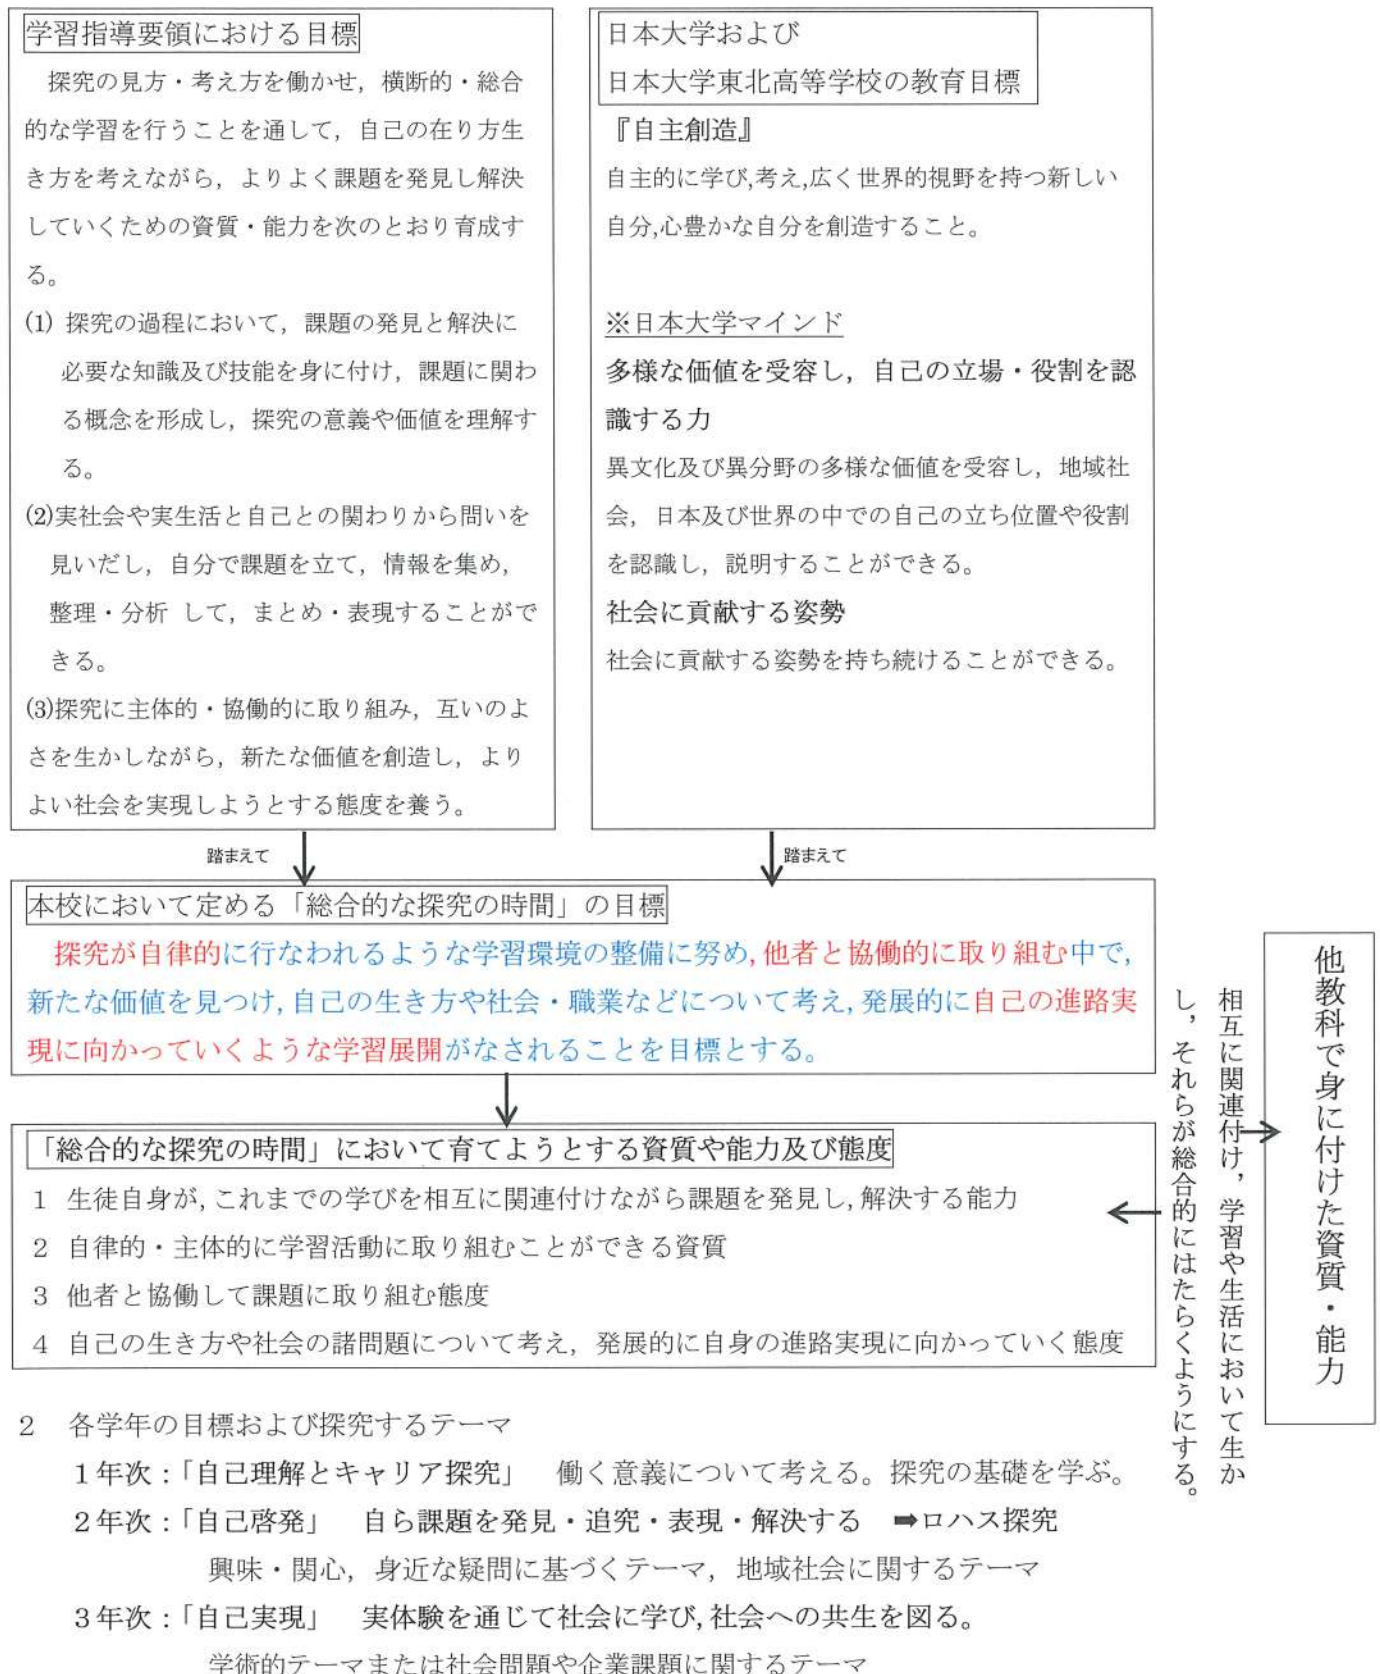 学習指導要領における目標
探究の見方・考え方を働かせ，横断的・総合
的な学習を行うことを通して，自己の在り方生
き方を考えながら，よりよく課題を発見し解決
していくための資質・能力を次のとおり育成す
る。
(1) 探究の過程において，課題の発見と解決に
必要な知識及び技能を身に付け，課題に関わ
る概念を形成し，探究の意義や価値を理解す
る。
(2)実社会や実生活と自己との関わりから問いを
見いだし，自分で課題を立て，情報を集め，
整理・分析 して，まとめ・表現することがで
きる。
(3)探究に主体的・協働的に取り組み，互いのよ
さを生かしながら，新たな価値を創造し，より
よい社会を実現しようとする態度を養う。
日本大学および
日本大学東北高等学校の教育目標
『自主創造』
自主的に学び,考え,広く世界的視野を持つ新しい
自分,心豊かな自分を創造すること。
※日本大学マインド
多様な価値を受容し，自己の立場・役割を認
識する力
異文化及び異分野の多様な価値を受容し，地域社
会，日本及び世界の中での自己の立ち位置や役割
を認識し，説明することができる。
社会に貢献する姿勢
社会に貢献する姿勢を持ち続けることができる。
踏まえて
踏まえて
本校において定める「総合的な探究の時間」の目標
探究が自律的に行なわれるような学習環境の整備に努め,他者と協働的に取り組む中で,
新たな価値を見つけ,自己の生き方や社会・職業などについて考え,発展的に自己の進路実
現に向かっていくような学習展開がなされることを目標とする。
「総合的な探究の時間」において育てようとする資質や能力及び態度
1 生徒自身が,これまでの学びを相互に関連付けながら課題を発見し,解決する能力
2 自律的・主体的に学習活動に取り組むことができる資質
3 他者と協働して課題に取り組む態度
4 自己の生き方や社会の諸問題について考え，発展的に自身の進路実現に向かっていく態度
他教科で身に付けた資質・能力
相互に関連付け，学習や生活において生か
し，それらが総合的にはたらくようにする。
2 各学年の目標および探究するテーマ
1年次：「自己理解とキャリア探究」 働く意義について考える。探究の基礎を学ぶ。
2年次：「自己啓発」 自ら課題を発見・追究・表現・解決する ➡ロハス探究
興味・関心，身近な疑問に基づくテーマ，地域社会に関するテーマ
3年次：「自己実現」 実体験を通じて社会に学び,社会への共生を図る。
学術的テーマまたは社会問題や企業課題に関するテーマ